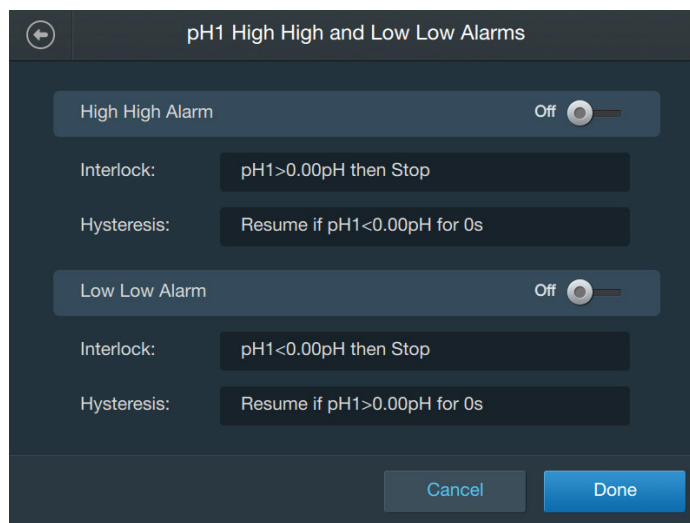 pH1 High High and Low Low Alarms
High High Alarm Off
Interlock: pH1>0.00pH then Stop
Hysteresis: Resume if pH1<0.00pH for 0s
Low Low Alarm Off
Interlock: pH1<0.00pH then Stop
Hysteresis: Resume if pH1>0.00pH for 0s
Cancel Done